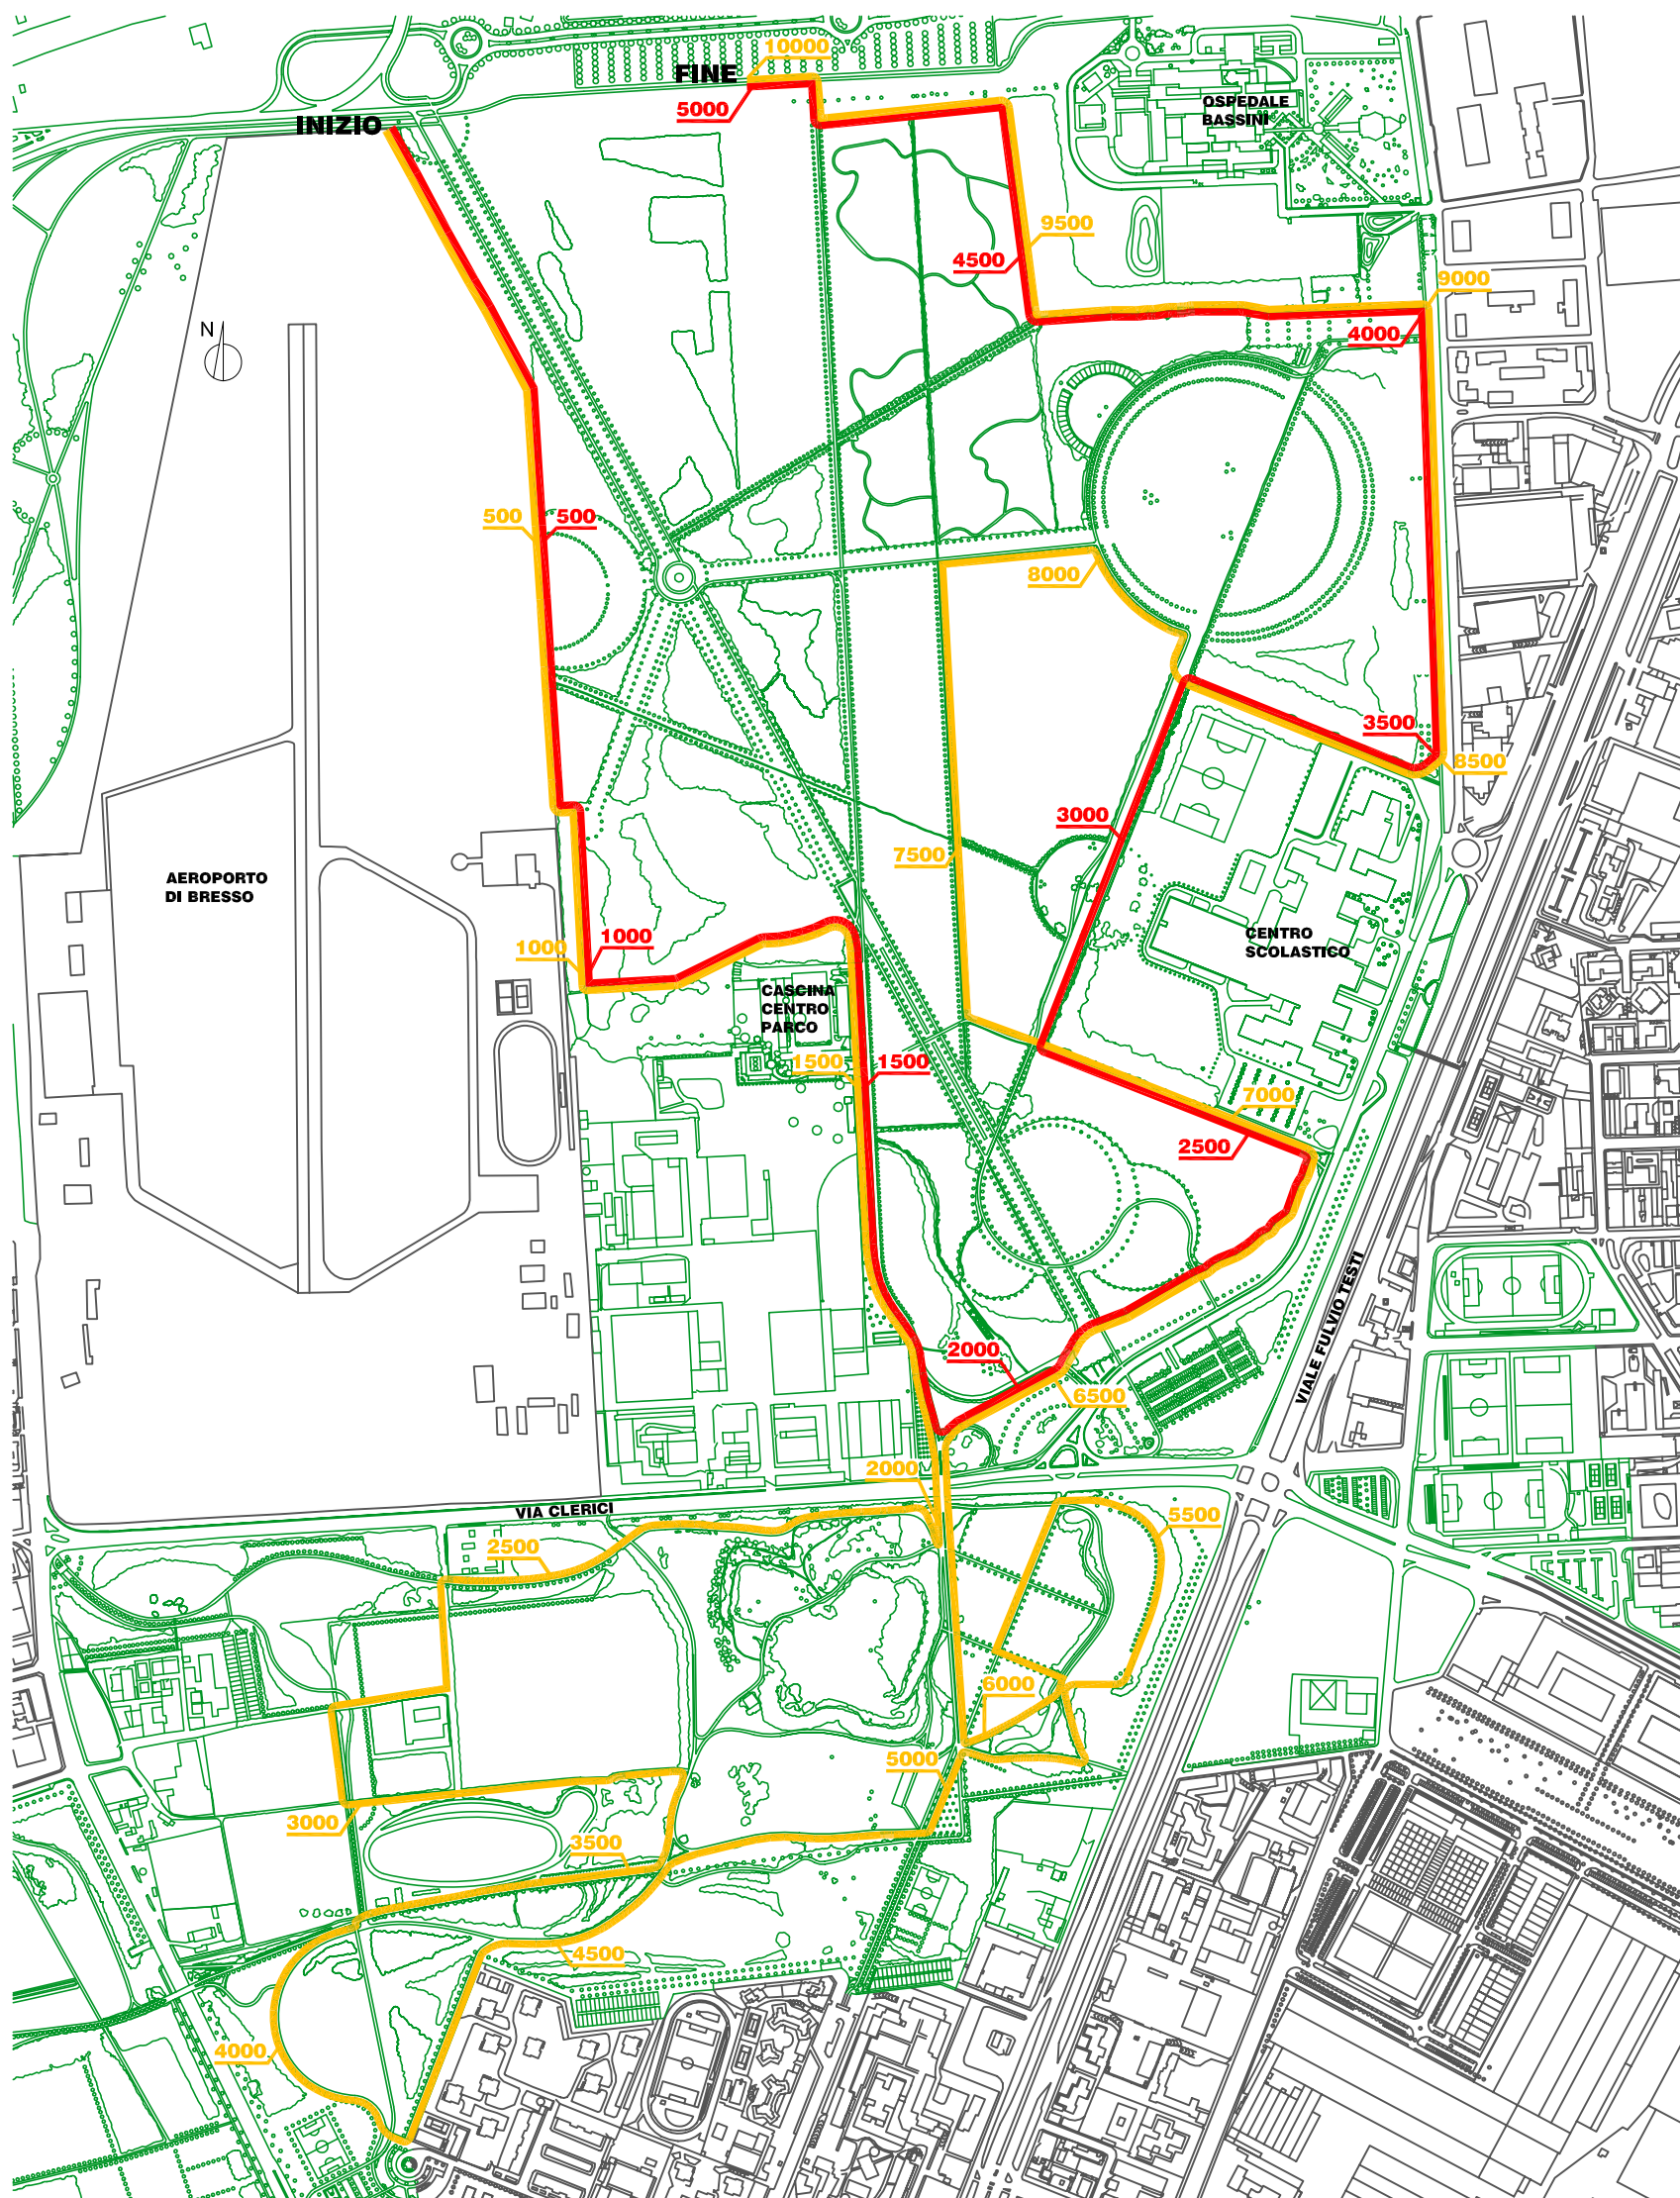 10000
FINE
5000
OSPEDALE
BASSINI
INIZIO
9500
4500
9000
4000
N
500
500
8000
3500
8500
3000
7500
AEROPORTO
DI BRESSO
1000
1000
CENTRO
SCOLASTICO
CASCINA
CENTRO
PARCO
1500
1500
7000
2500
VIALE FULVIO TESTI
2000
6500
2000
VIA CLERICI
5500
2500
6000
5000
3000
3500
4500
4000